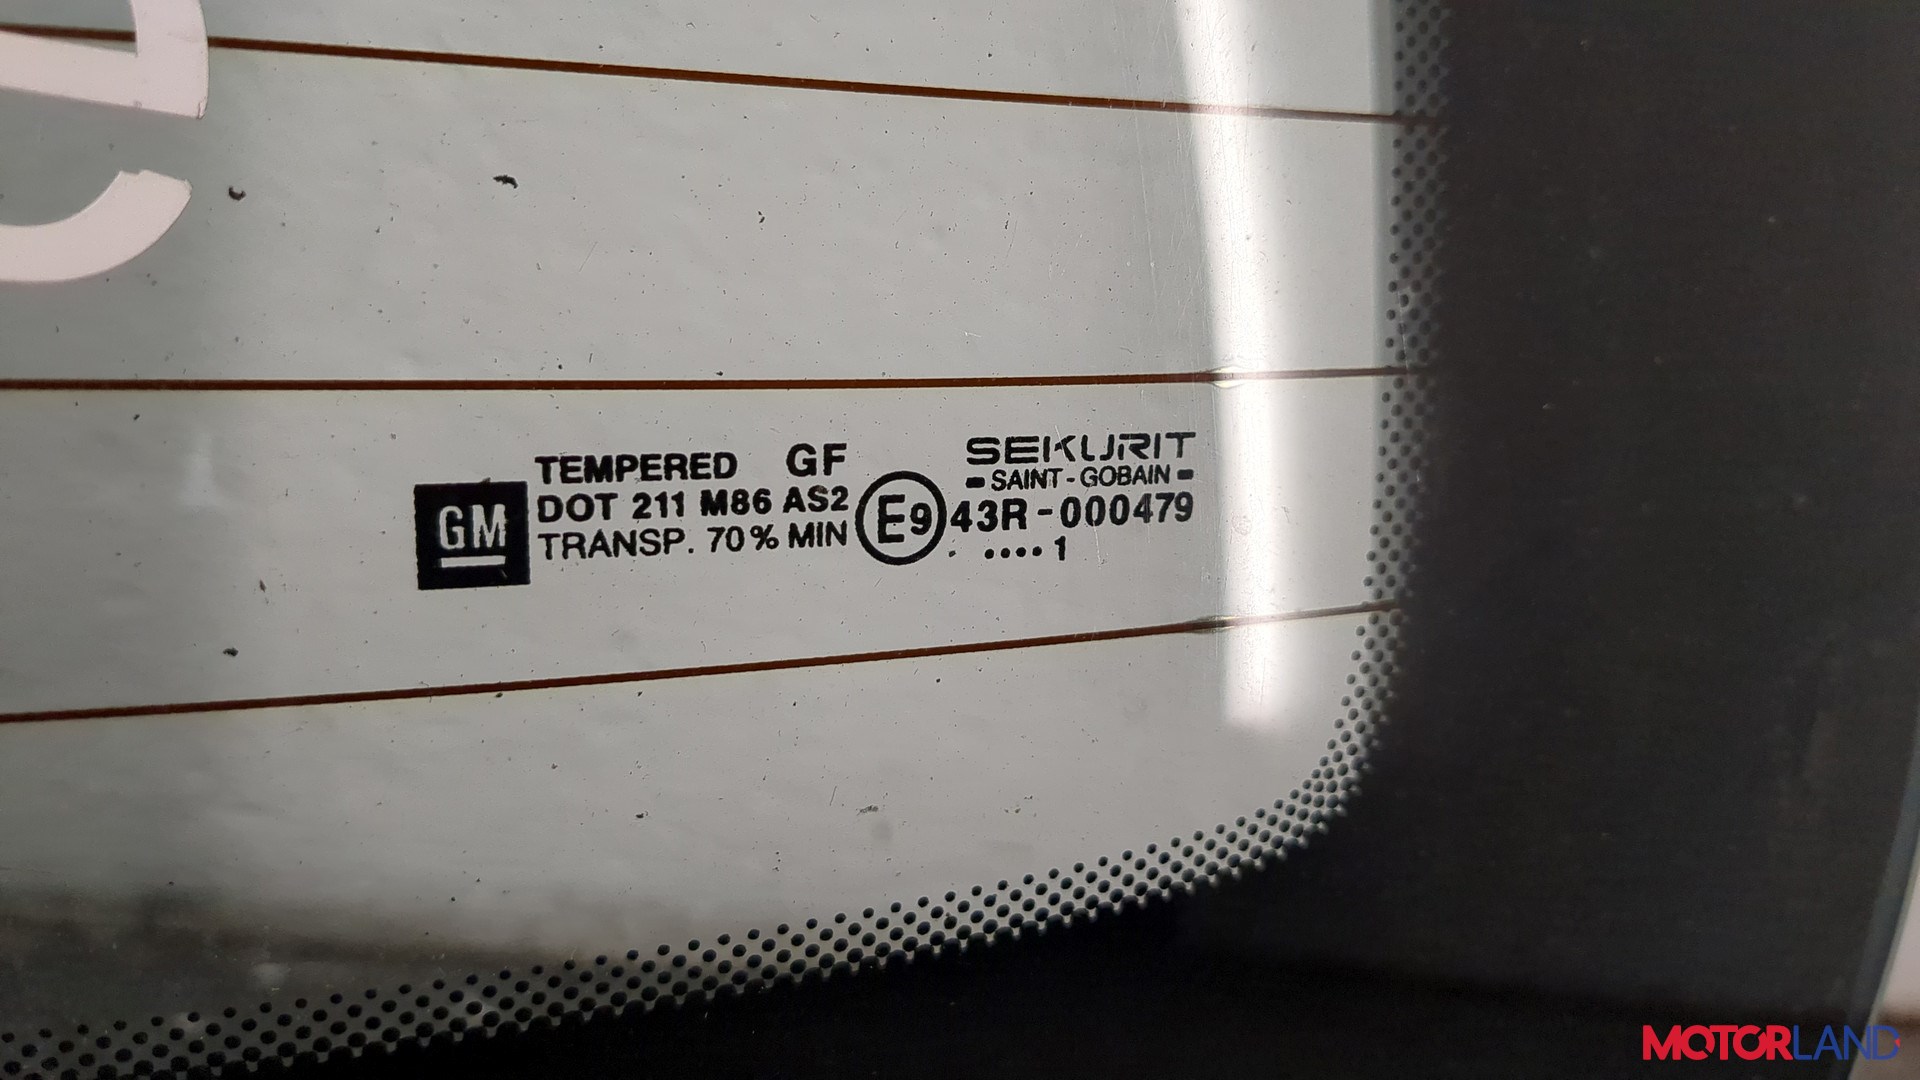 TEMPERED GF
GM
DOT 211 M86 AS2
TRANSP. 70% MIN
E9
SEKURIT
SAINT-GOBAIN
43R-000479
. •••• 1
MOTORLAND